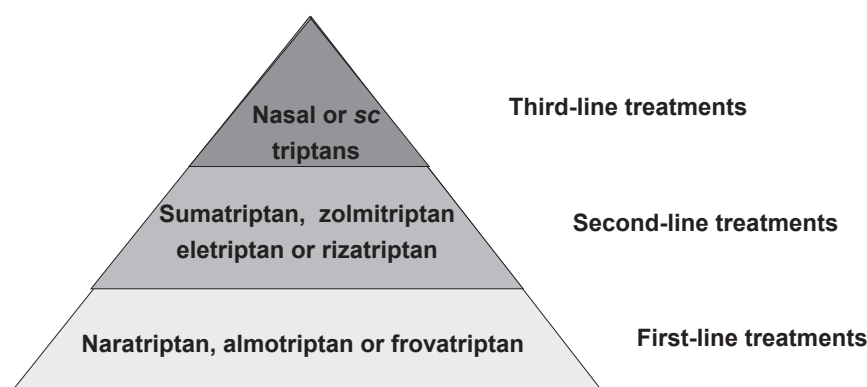 Nasal or sc
triptans
Third-line treatments
Sumatriptan, zolmitriptan
eletriptan or rizatriptan
Second-line treatments
Naratriptan, almotriptan or frovatriptan
First-line treatments